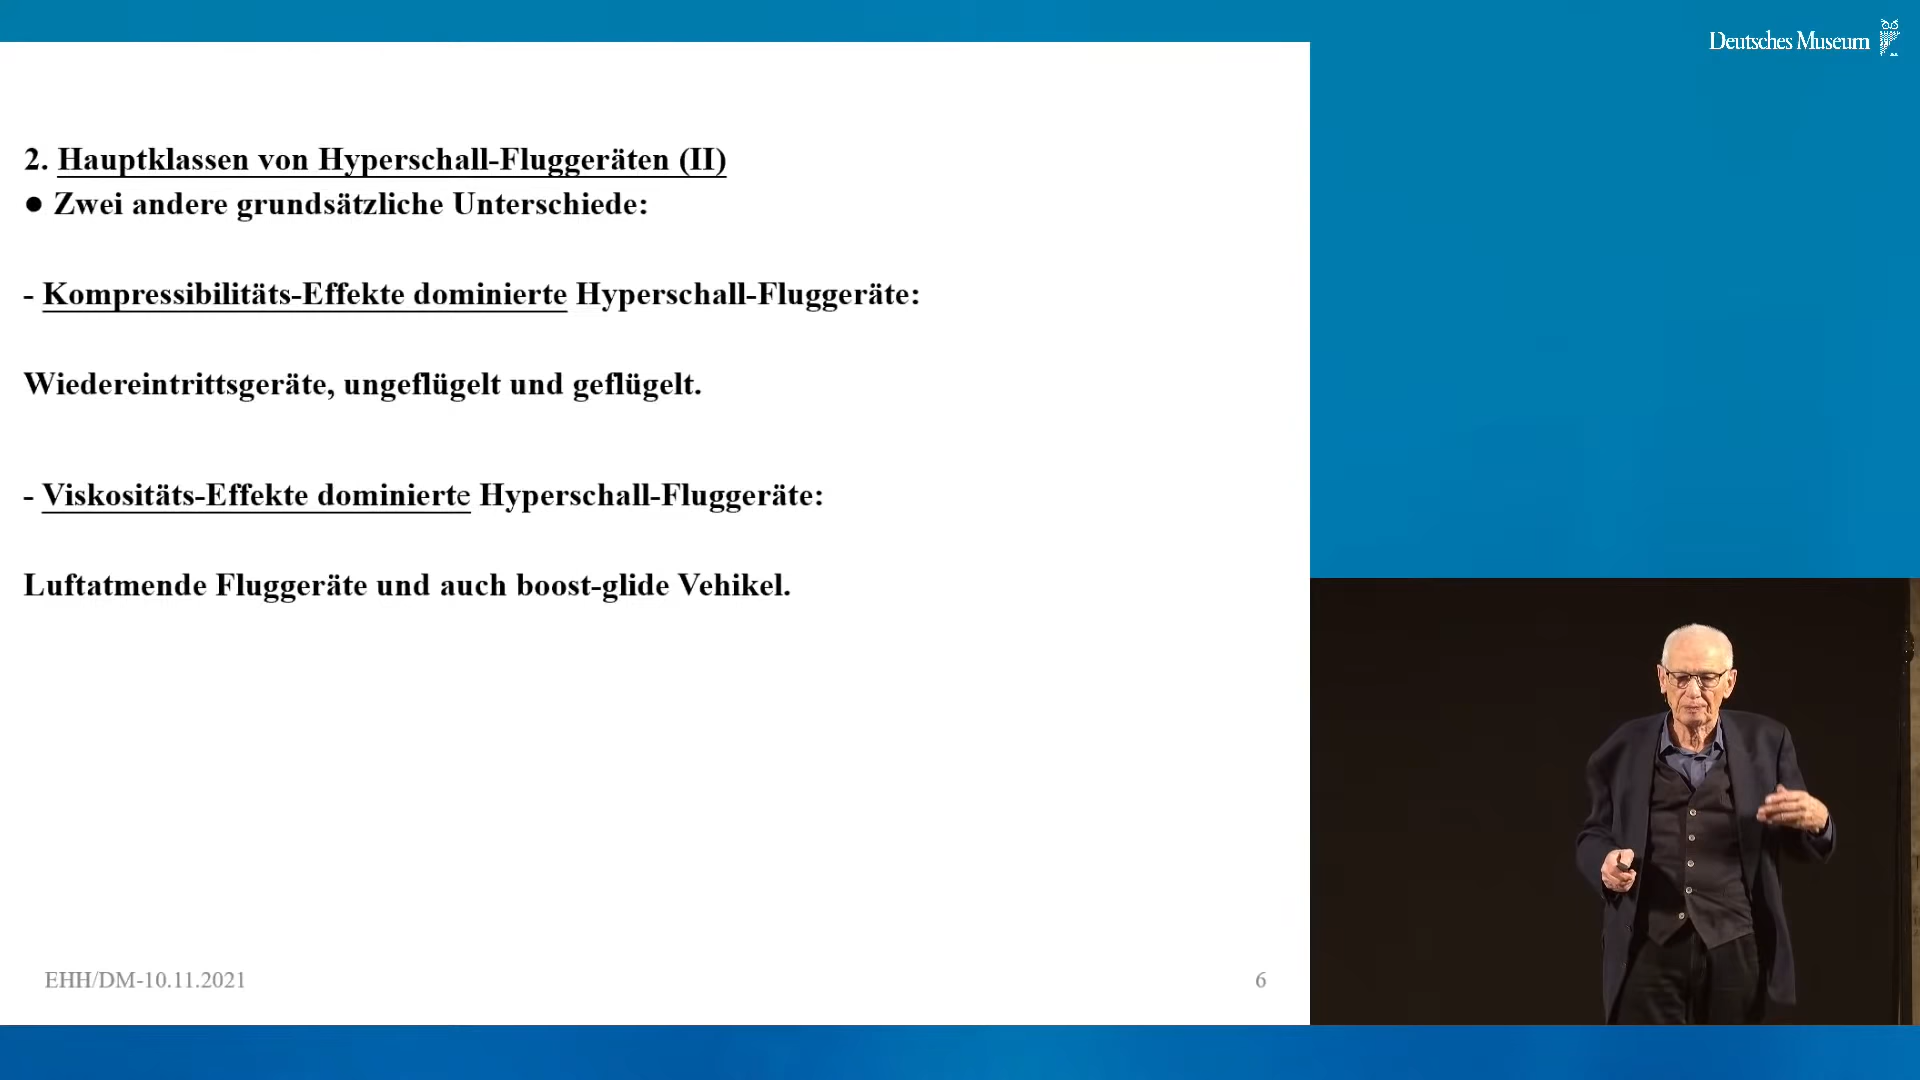 Deutsches Museum
2. Hauptklassen von Hyperschall-Fluggeräten (II)
● Zwei andere grundsätzliche Unterschiede:
- Kompressibilitäts-Effekte dominierte Hyperschall-Fluggeräte:
Wiedereintrittsgeräte, ungeflügelt und geflügelt.
- Viskositäts-Effekte dominierte Hyperschall-Fluggeräte:
Luftatmende Fluggeräte und auch boost-glide Vehikel.
EHH/DM-10.11.2021
6